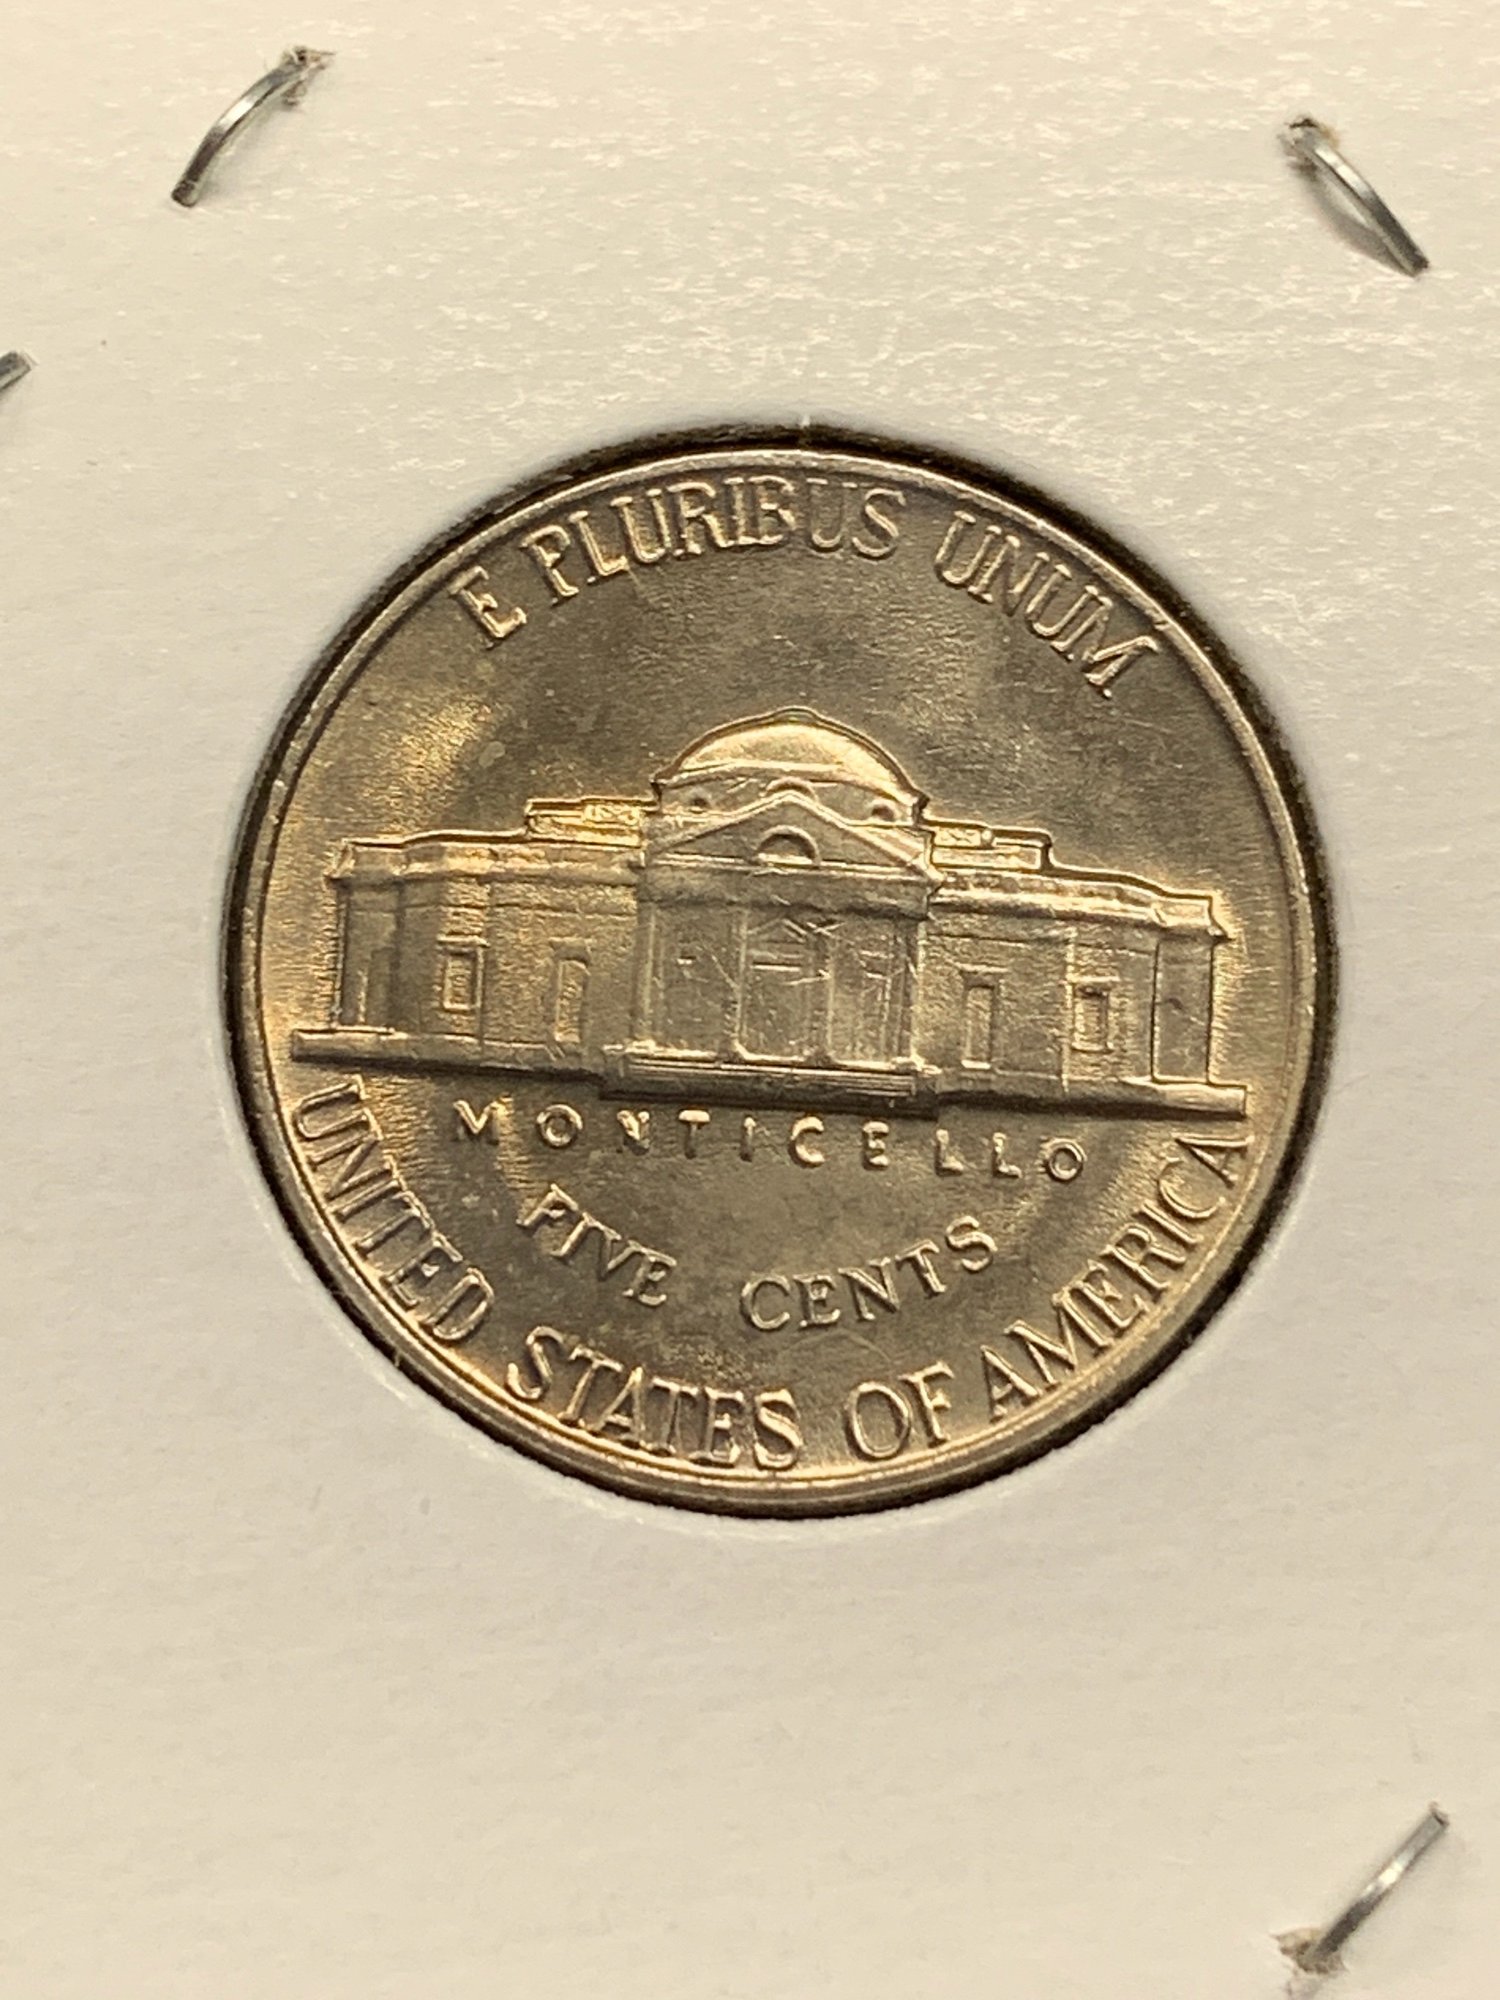 E PLURIBUS UNUM
MONTICELLO
FIVE CENTS
UNITED STATES OF AMERICA